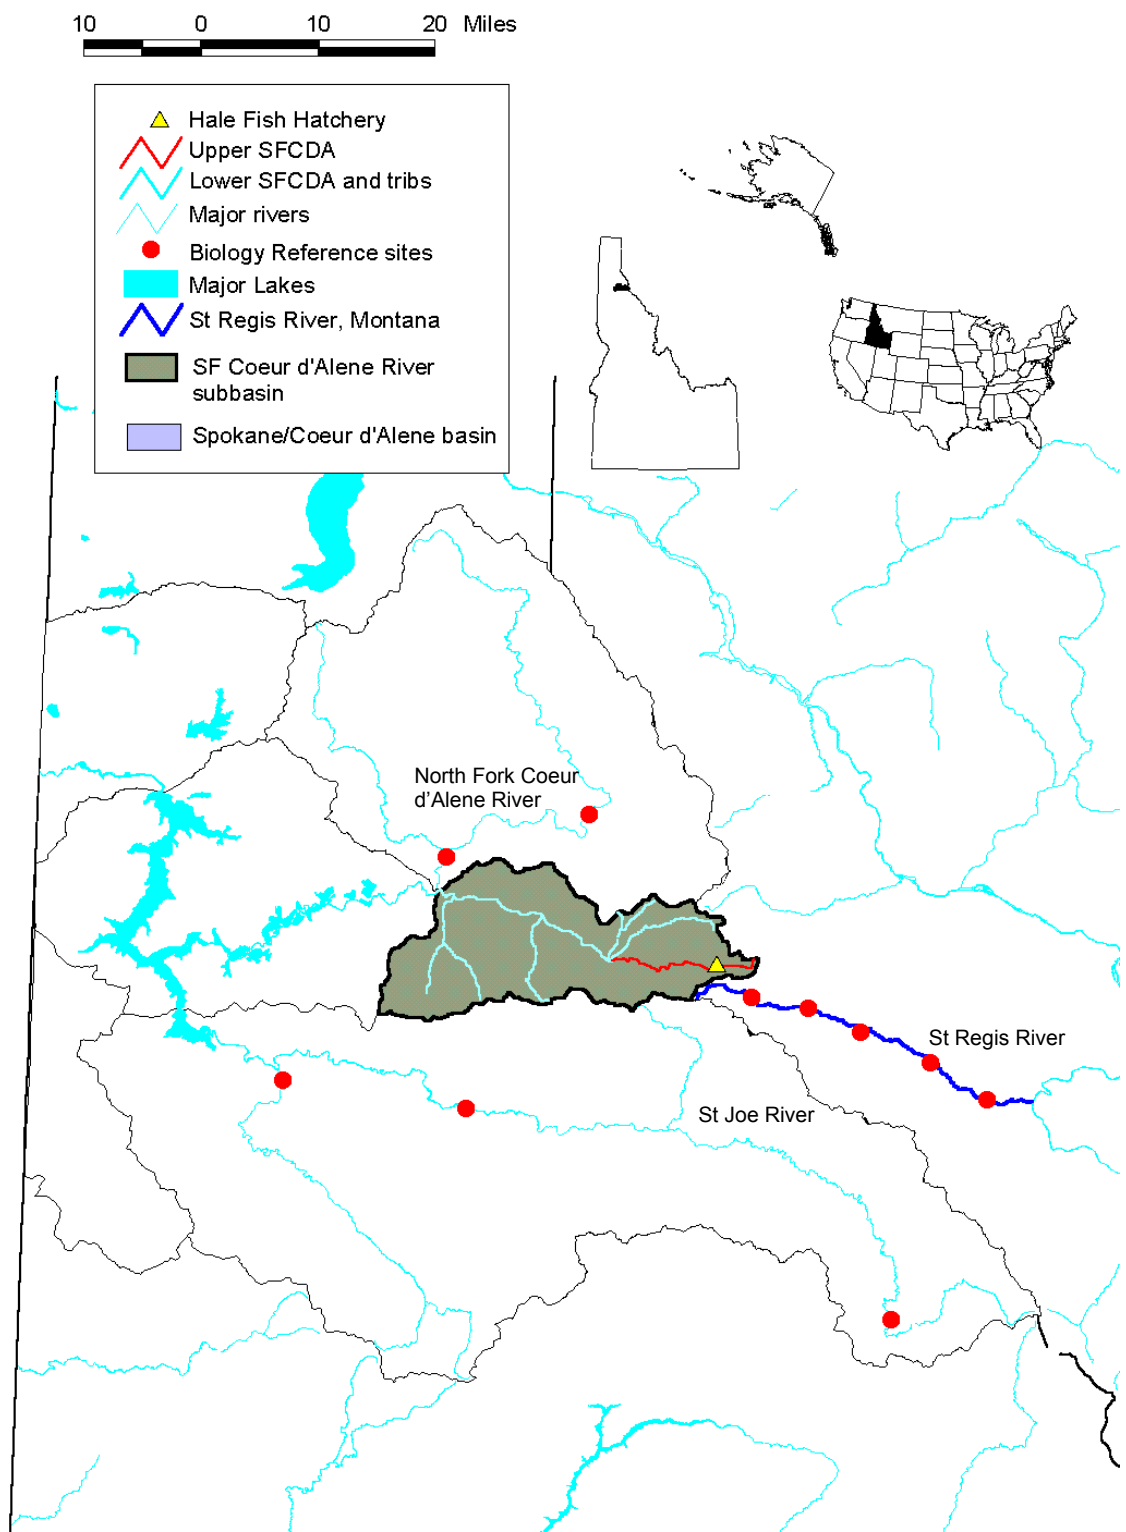 10 0 10 20 Miles
Hale Fish Hatchery
Upper SFCDA
Lower SFCDA and tribs
Major rivers
Biology Reference sites
Major Lakes
St Regis River, Montana
SF Coeur d'Alene River
subbasin
Spokane/Coeur d'Alene basin
North Fork Coeur
d’Alene River
St Regis River
St Joe River